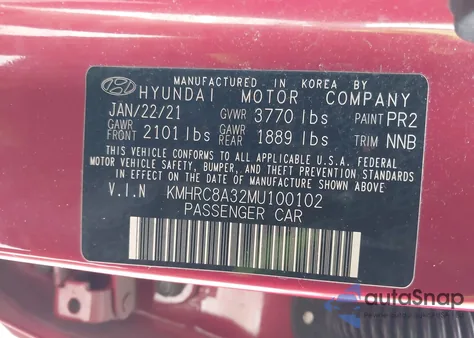 MANUFACTURED IN KOREA BY
HYUNDAI MOTOR COMPANY
JAN/22/21 GVWR 3770 lbs PAINT PR2
GAWR FRONT 2101 lbs GAWR REAR 1889 lbs TRIM NNB
THIS VEHICLE CONFORMS TO ALL APPLICABLE U.S.A. FEDERAL
MOTOR VEHICLE SAFETY, BUMPER, AND THEFT PREVENTION STANDARDS
IN EFFECT ON THE DATE OF MANUFACTURE SHOWN ABOVE.
V.I.N KMHRC8A32MU100102
PASSENGER CAR
autoSnap